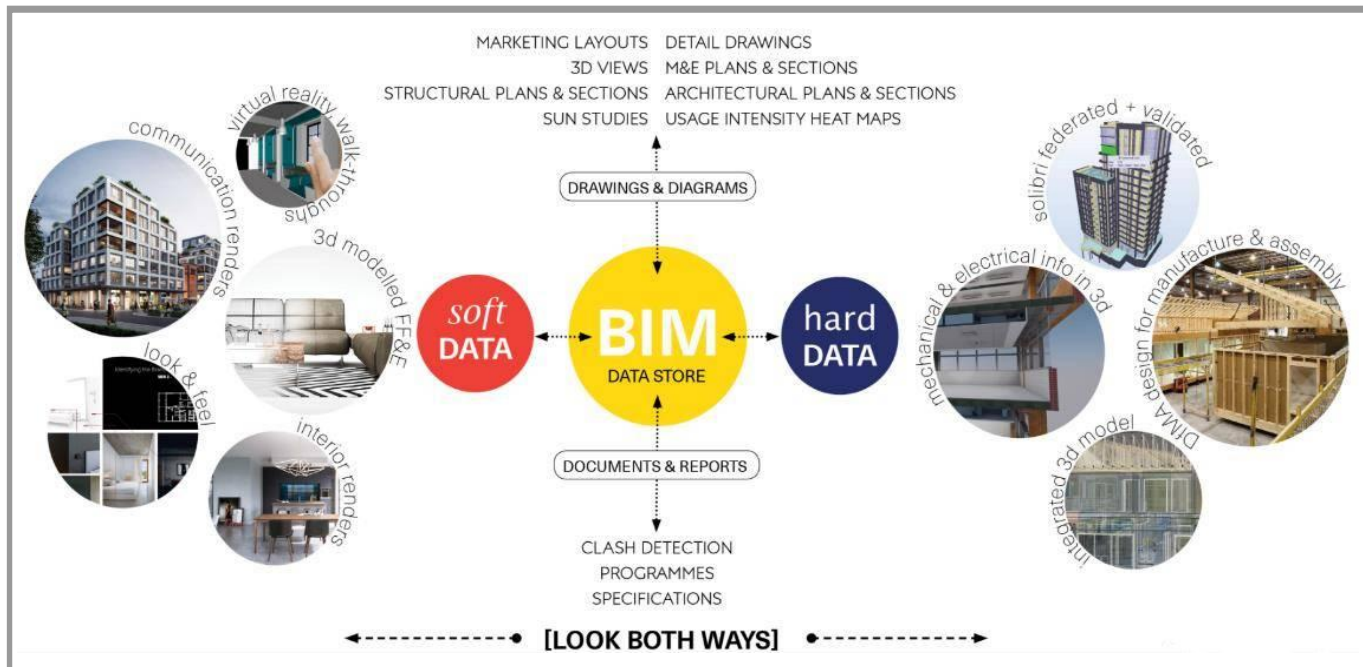 MARKETING LAYOUTS
3D VIEWS
STRUCTURAL PLANS & SECTIONS
SUN STUDIES
DETAIL DRAWINGS
M&E PLANS & SECTIONS
ARCHITECTURAL PLANS & SECTIONS
USAGE INTENSITY HEAT MAPS
DRAWINGS & DIAGRAMS
communication renders
virtual reality walk-throughs
3d modelled FF&E
look & feel
interior renders
soft
DATA
BIM
DATA STORE
hard
DATA
solibri federated + validated
mechanical & electrical info in 3d
DfMA design for manufacture & assembly
integrated 3d model
DOCUMENTS & REPORTS
CLASH DETECTION
PROGRAMMES
SPECIFICATIONS
[LOOK BOTH WAYS]